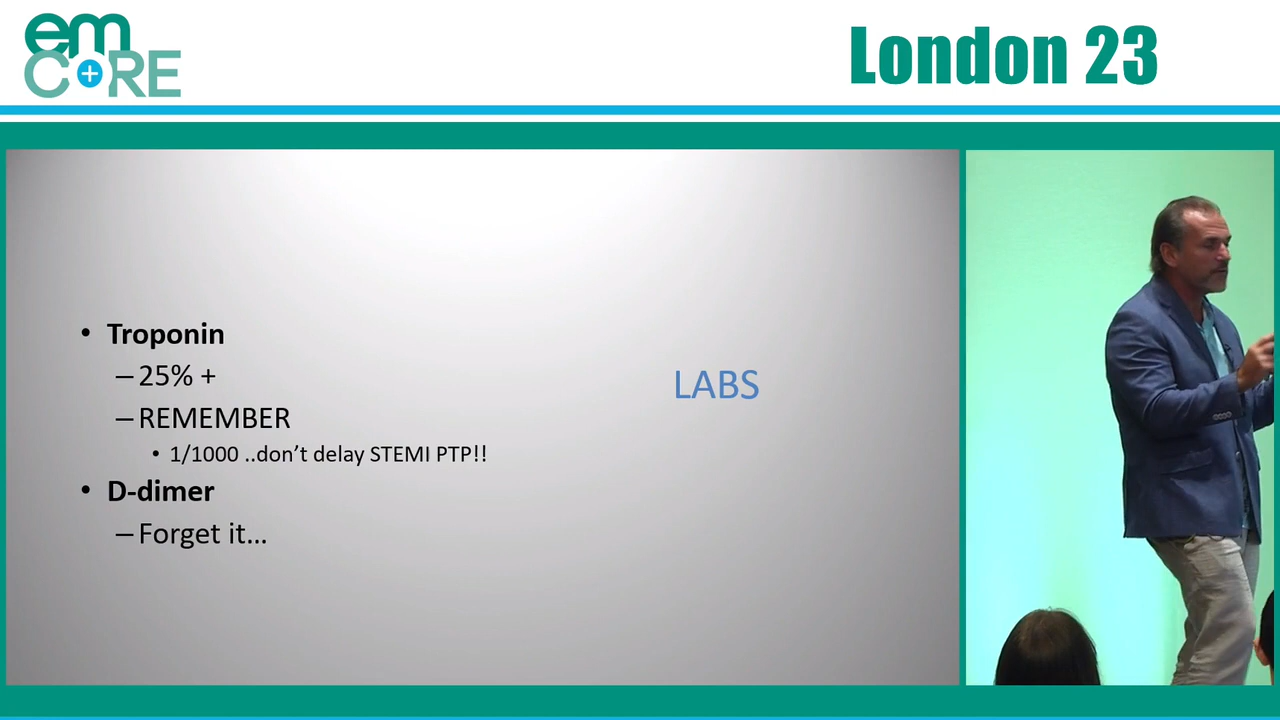 em
CORE
London 23
• Troponin
– 25% +
– REMEMBER
• 1/1000 ..don’t delay STEMI PTP!!
• D-dimer
– Forget it…
LABS